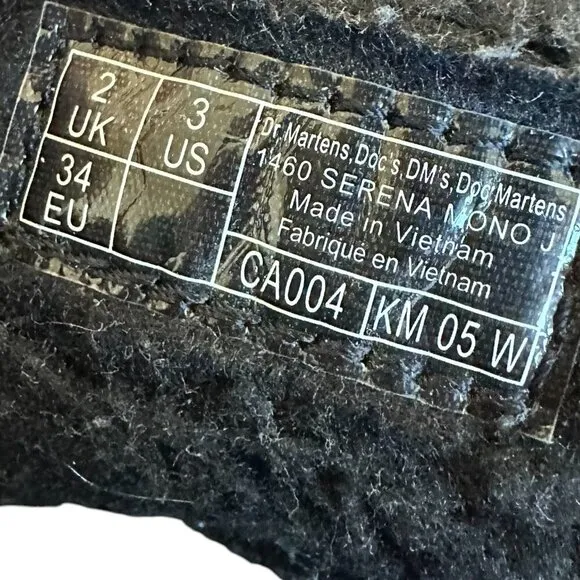 2 UK
3 US
34 EU
Dr.Martens, Doc's, DM's, Doc Martens
1460 SERENA MONO J
Made in Vietnam
Fabriqué en Vietnam
CA004
KM 05 W